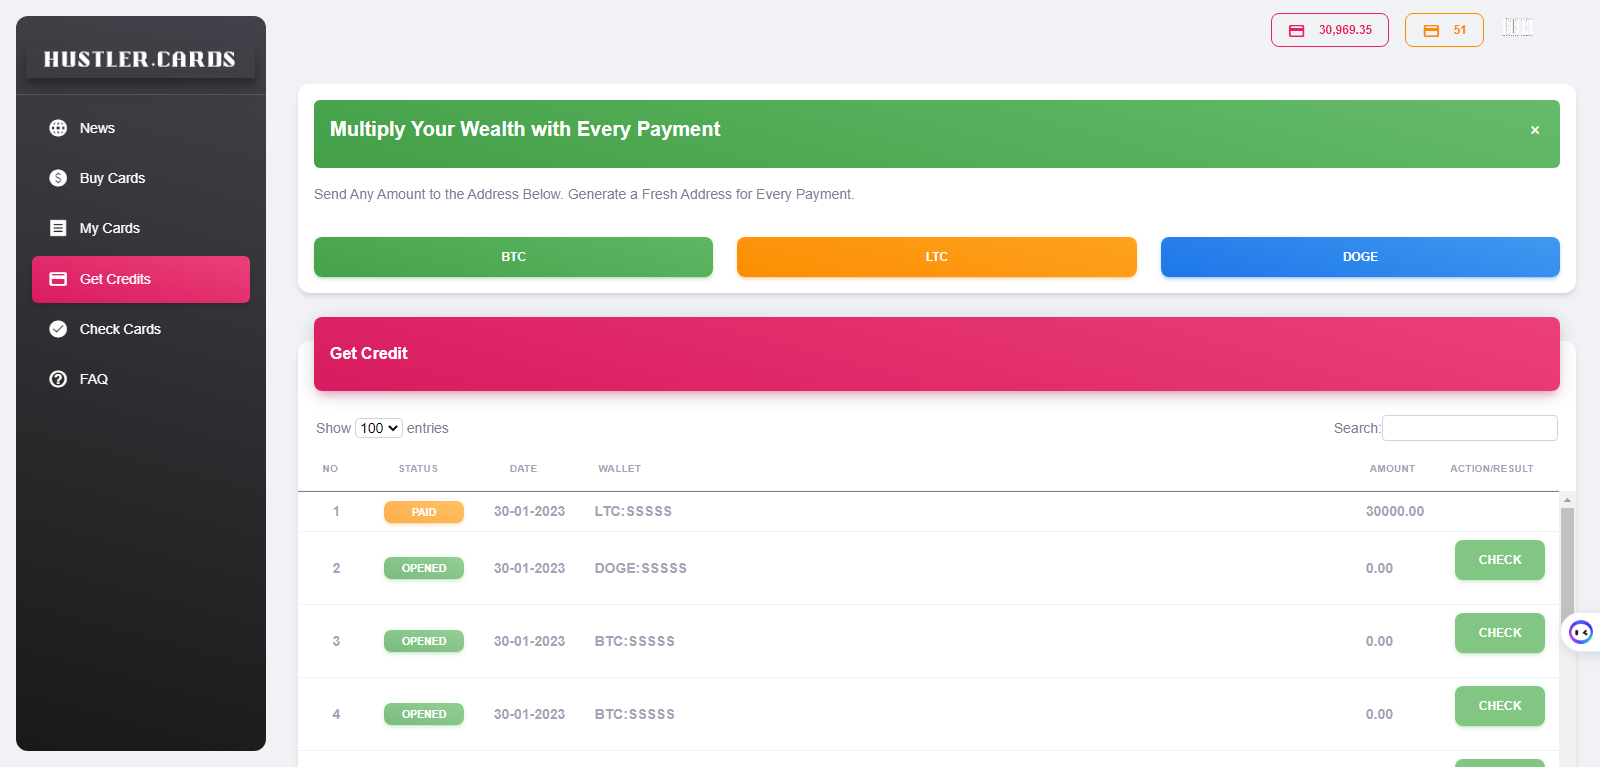 HUSTLER.CARDS
30,969.35
51
News
Buy Cards
My Cards
Get Credits
Check Cards
FAQ
Multiply Your Wealth with Every Payment
×
Send Any Amount to the Address Below. Generate a Fresh Address for Every Payment.
BTC LTC DOGE
Get Credit
Show 100 entries
Search:
NO STATUS DATE WALLET AMOUNT ACTION/RESULT
1 PAID 30-01-2023 LTC:SSSSS 30000.00
2 OPENED 30-01-2023 DOGE:SSSSS 0.00 CHECK
3 OPENED 30-01-2023 BTC:SSSSS 0.00 CHECK
4 OPENED 30-01-2023 BTC:SSSSS 0.00 CHECK